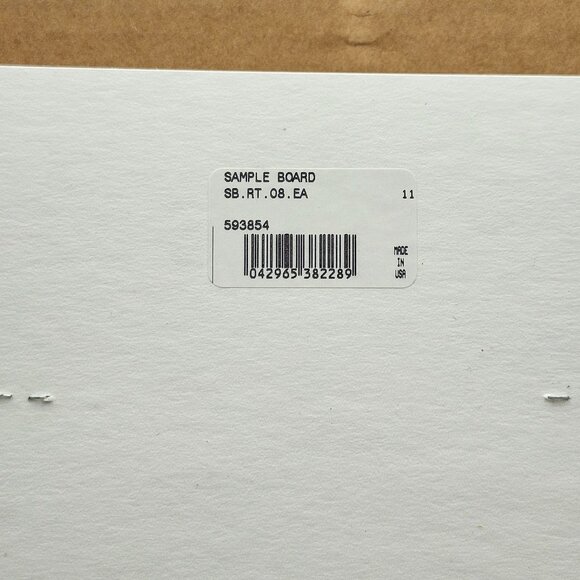 SAMPLE BOARD
SB.RT.08.EA 11
593854
MADE
IN
USA
042965 382289